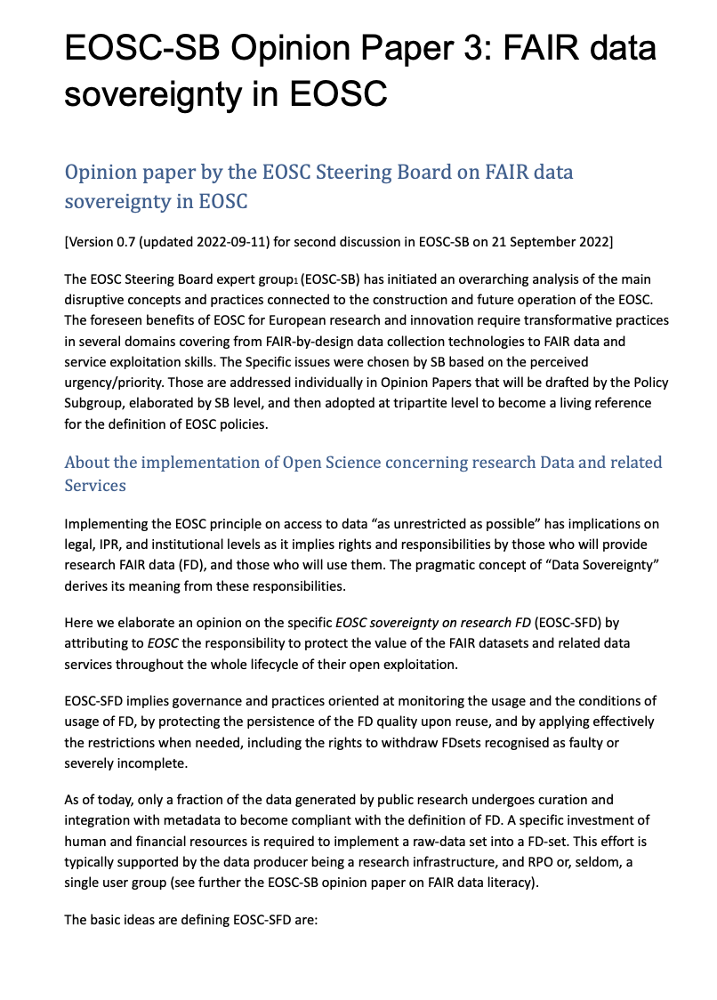 EOSC-SB Opinion Paper 3: FAIR data
sovereignty in EOSC
Opinion paper by the EOSC Steering Board on FAIR data
sovereignty in EOSC
[Version 0.7 (updated 2022-09-11) for second discussion in EOSC-SB on 21 September 2022]
The EOSC Steering Board expert group1 (EOSC-SB) has initiated an overarching analysis of the main
disruptive concepts and practices connected to the construction and future operation of the EOSC.
The foreseen benefits of EOSC for European research and innovation require transformative practices
in several domains covering from FAIR-by-design data collection technologies to FAIR data and
service exploitation skills. The Specific issues were chosen by SB based on the perceived
urgency/priority. Those are addressed individually in Opinion Papers that will be drafted by the Policy
Subgroup, elaborated by SB level, and then adopted at tripartite level to become a living reference
for the definition of EOSC policies.
About the implementation of Open Science concerning research Data and related
Services
Implementing the EOSC principle on access to data “as unrestricted as possible” has implications on
legal, IPR, and institutional levels as it implies rights and responsibilities by those who will provide
research FAIR data (FD), and those who will use them. The pragmatic concept of “Data Sovereignty”
derives its meaning from these responsibilities.
Here we elaborate an opinion on the specific EOSC sovereignty on research FD (EOSC-SFD) by
attributing to EOSC the responsibility to protect the value of the FAIR datasets and related data
services throughout the whole lifecycle of their open exploitation.
EOSC-SFD implies governance and practices oriented at monitoring the usage and the conditions of
usage of FD, by protecting the persistence of the FD quality upon reuse, and by applying effectively
the restrictions when needed, including the rights to withdraw FDsets recognised as faulty or
severely incomplete.
As of today, only a fraction of the data generated by public research undergoes curation and
integration with metadata to become compliant with the definition of FD. A specific investment of
human and financial resources is required to implement a raw-data set into a FD-set. This effort is
typically supported by the data producer being a research infrastructure, and RPO or, seldom, a
single user group (see further the EOSC-SB opinion paper on FAIR data literacy).
The basic ideas are defining EOSC-SFD are: